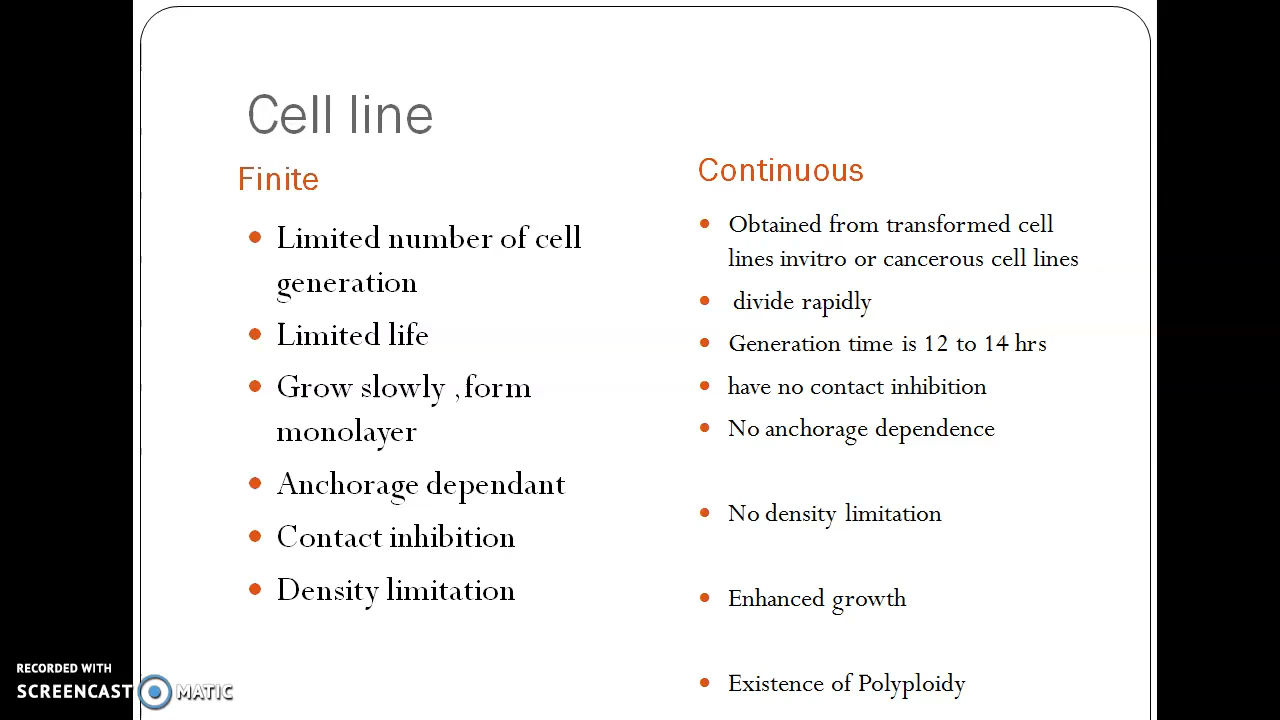 Cell line
Finite
Limited number of cell
generation
Limited life
Grow slowly ,form
monolayer
Anchorage dependant
Contact inhibition
Density limitation
Continuous
Obtained from transformed cell
lines invitro or cancerous cell lines
divide rapidly
Generation time is 12 to 14 hrs
have no contact inhibition
No anchorage dependence
No density limitation
Enhanced growth
Existence of Polyploidy
RECORDED WITH
SCREENCAST MATIC